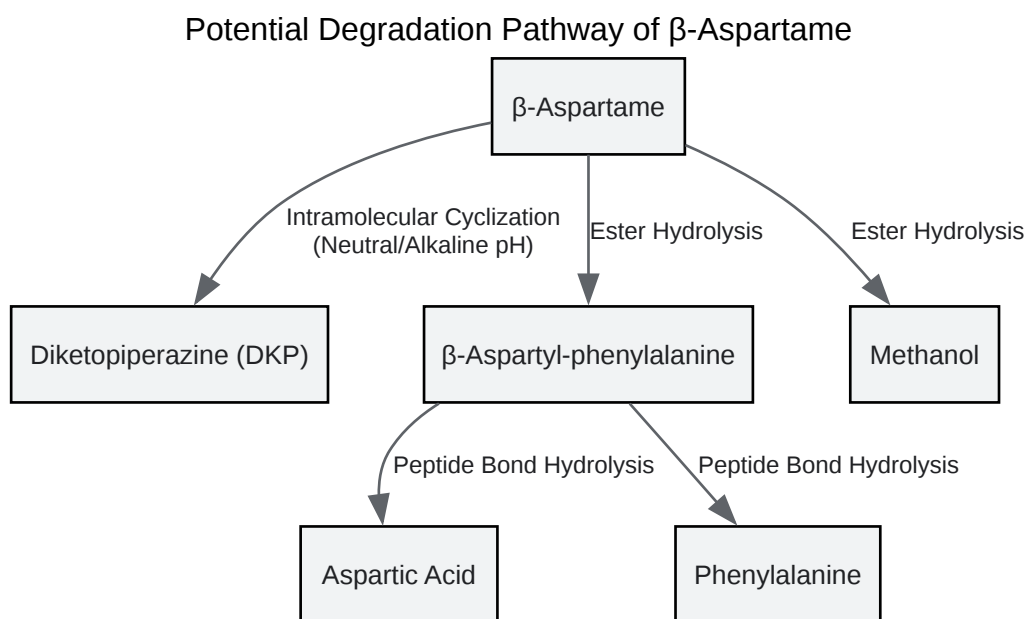 Potential Degradation Pathway of β-Aspartame
β-Aspartame
Intramolecular Cyclization
(Neutral/Alkaline pH)
Ester Hydrolysis
Ester Hydrolysis
Diketopiperazine (DKP)
β-Aspartyl-phenylalanine
Methanol
Peptide Bond Hydrolysis
Peptide Bond Hydrolysis
Aspartic Acid
Phenylalanine